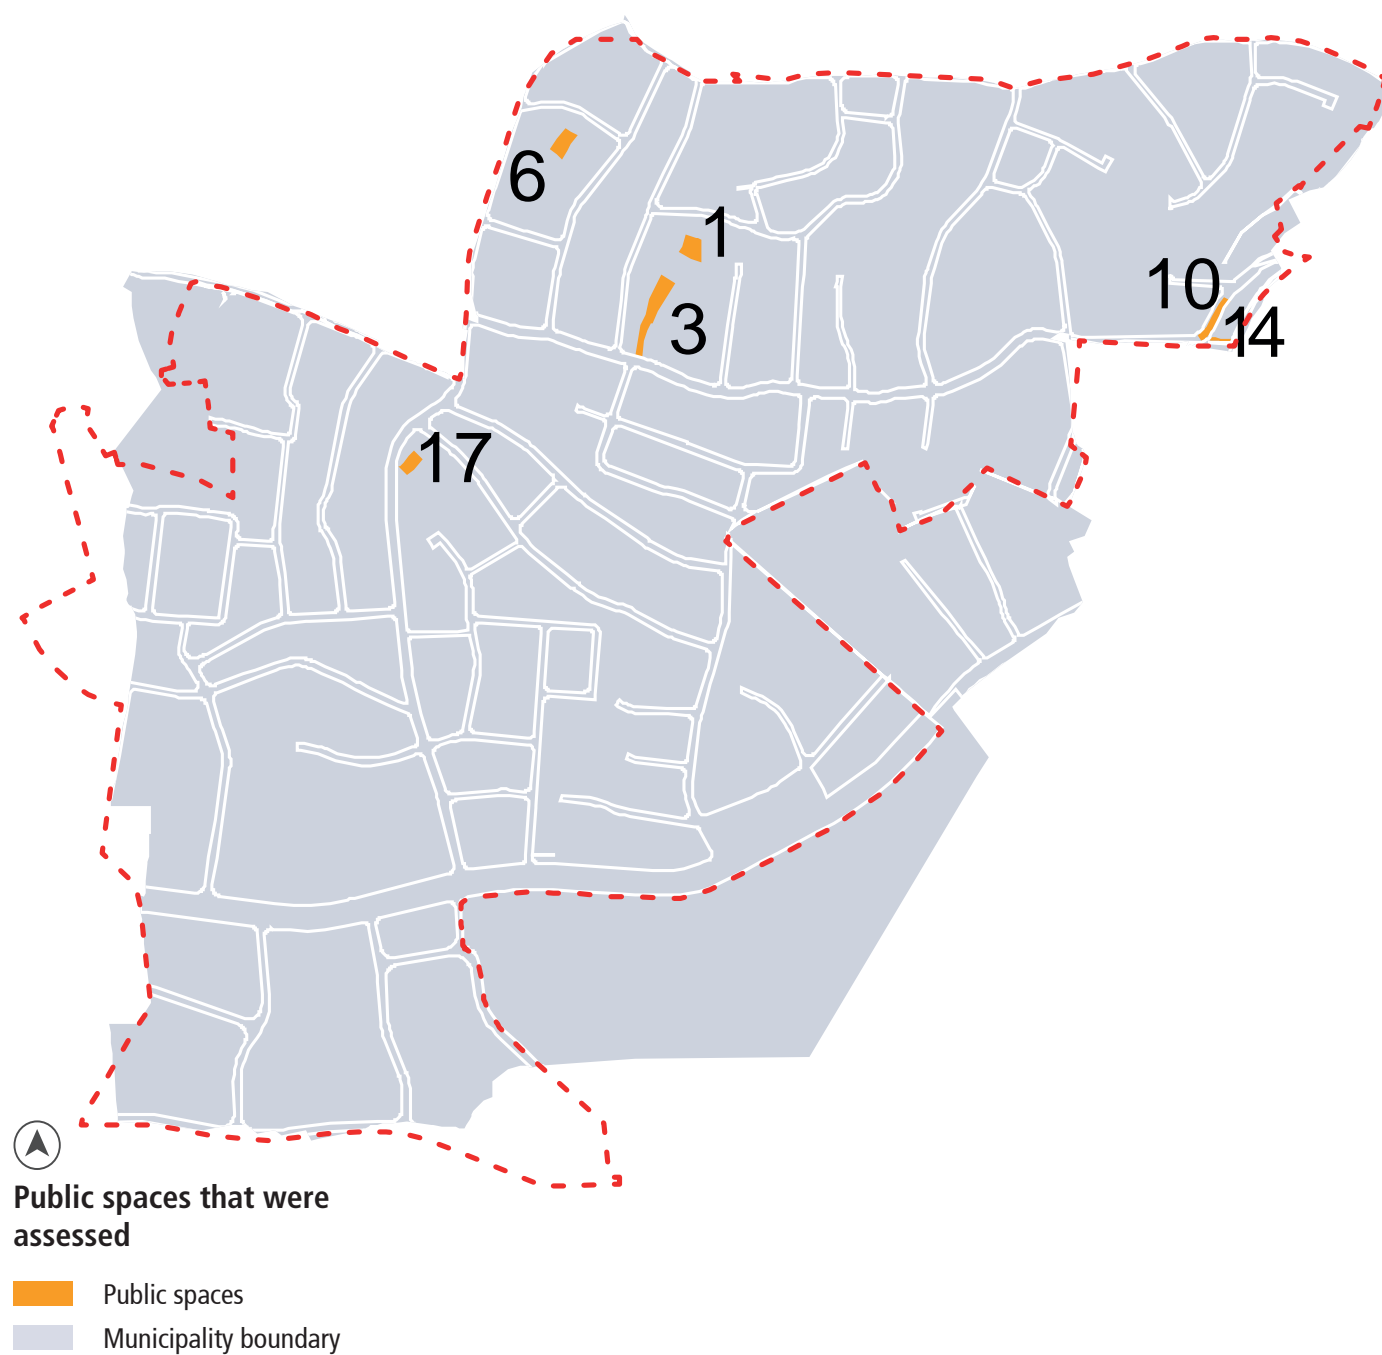 6
1
10
3
14
17
Public spaces that were
assessed
Public spaces
Municipality boundary